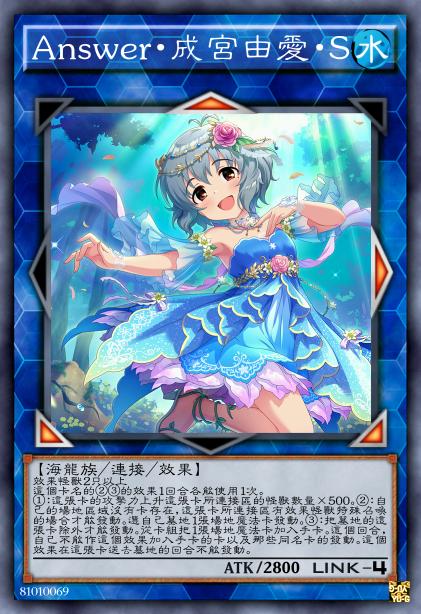 Answer・成宮由愛・S
水
【海龍族/連接/效果】
效果怪獸2只以上
這個卡名的②③的效果1回合各能使用1次。
①:這張卡的攻擊力上升這張卡所連接區的怪獸數量×500。②:自
己的場地區域沒有卡存在,這張卡所連接區有效果怪獸特殊召喚
的場合才能發動。選自己墓地1張場地魔法卡發動。③:把墓地的這
張卡除外才能發動。從卡組把1張場地魔法卡加入手卡。這個回合,
自己不能作這個效果加入手卡的卡以及那些同名卡的發動。這個
效果在這張卡送去墓地的回合不能發動。
ATK/2800 LINK-4
81010069